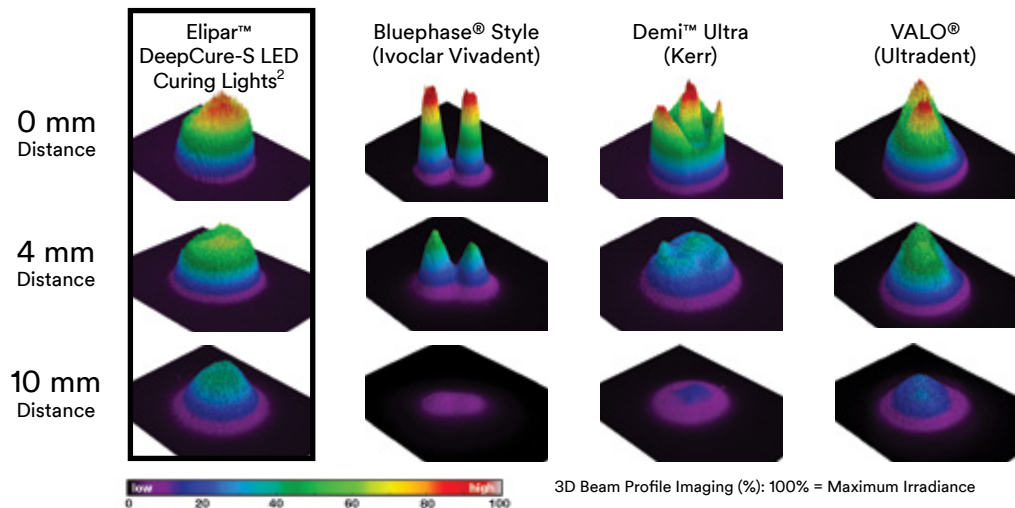 Elipar™
DeepCure-S LED
Curing Lights²
Bluephase® Style
(Ivoclar Vivadent)
Demi™ Ultra
(Kerr)
VALO®
(Ultradent)
0 mm
Distance
4 mm
Distance
10 mm
Distance
low high
0 20 40 60 80 100
3D Beam Profile Imaging (%): 100% = Maximum Irradiance